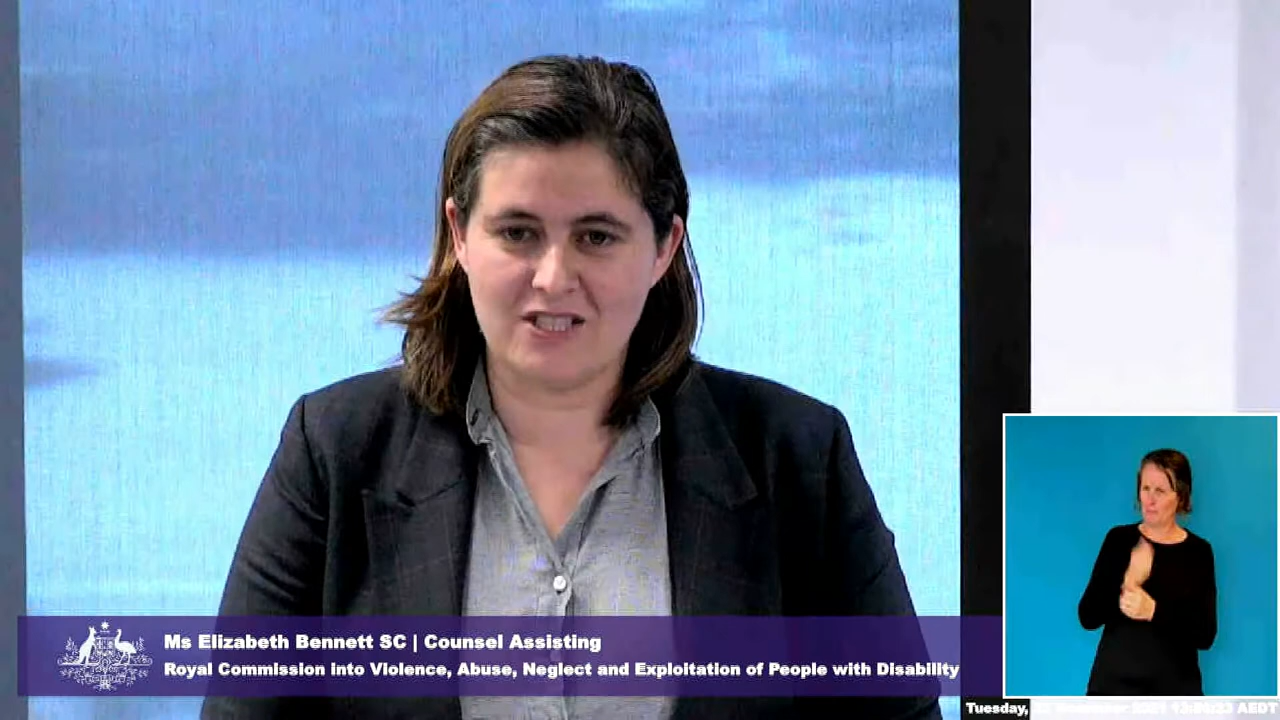 Ms Elizabeth Bennett SC | Counsel Assisting
Royal Commission into Violence, Abuse, Neglect and Exploitation of People with Disability
Tuesday, AEDT